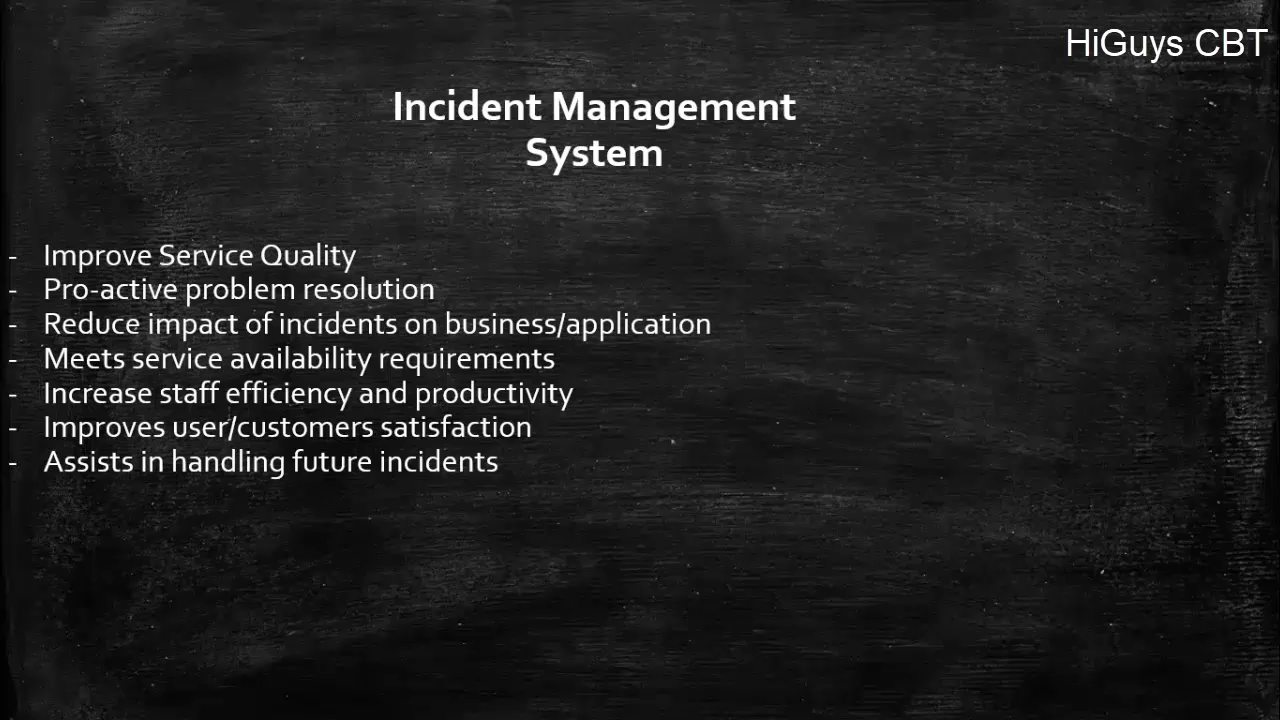 HiGuys CBT
Incident Management
System
- Improve Service Quality
- Pro-active problem resolution
- Reduce impact of incidents on business/application
- Meets service availability requirements
- Increase staff efficiency and productivity
- Improves user/customers satisfaction
- Assists in handling future incidents